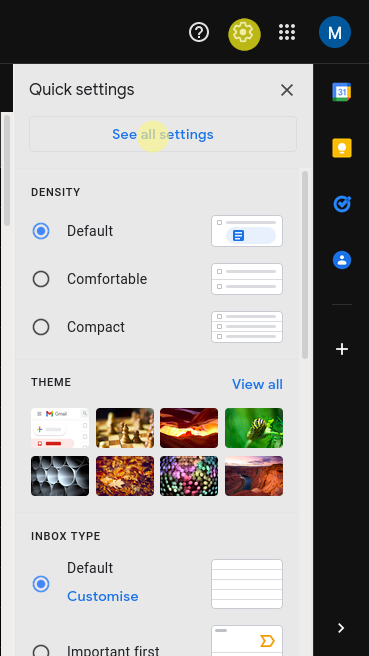 M
Quick settings
See all settings
31
DENSITY
Default
Comfortable
Compact
THEME
View all
Gmail
INBOX TYPE
Default
Customise
Important first